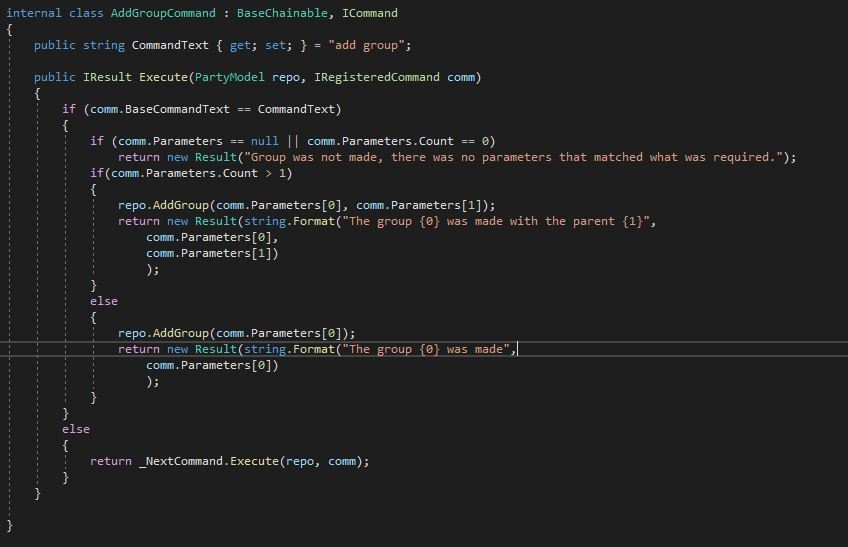 internal class AddGroupCommand : BaseChainable, ICommand
{
    public string CommandText { get; set; } = "add group";

    public IResult Execute(PartyModel repo, IRegisteredCommand comm)
    {
        if (comm.BaseCommandText == CommandText)
        {
            if (comm.Parameters == null || comm.Parameters.Count == 0)
                return new Result("Group was not made, there was no parameters that matched what was required.");
            if(comm.Parameters.Count > 1)
            {
                repo.AddGroup(comm.Parameters[0], comm.Parameters[1]);
                return new Result(string.Format("The group {0} was made with the parent {1}",
                    comm.Parameters[0],
                    comm.Parameters[1])
                    );
            }
            else
            {
                repo.AddGroup(comm.Parameters[0]);
                return new Result(string.Format("The group {0} was made",
                    comm.Parameters[0])
                    );
            }
        }
        else
        {
            return _NextCommand.Execute(repo, comm);
        }
    }

}